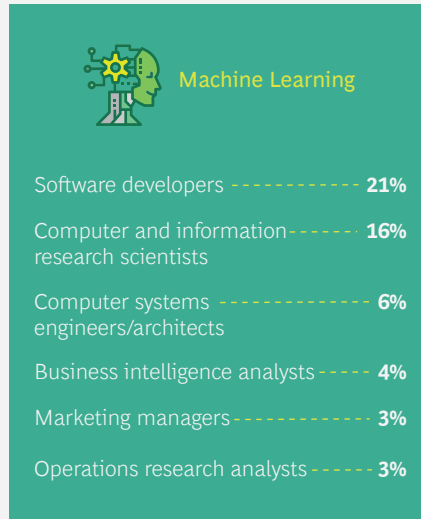 Machine Learning
Software developers 21%
Computer and information 16%
research scientists
Computer systems 6%
engineers/architects
Business intelligence analysts 4%
Marketing managers 3%
Operations research analysts 3%